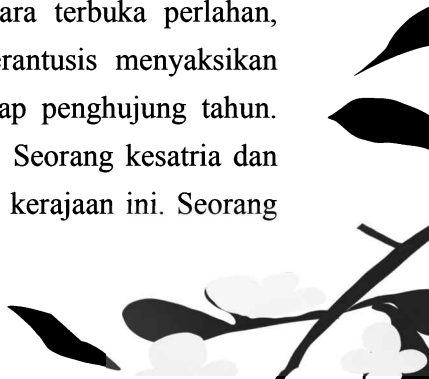 ara terbuka perlahan,
erantusis menyaksikan
ap penghujung tahun.
Seorang kesatria dan
kerajaan ini. Seorang